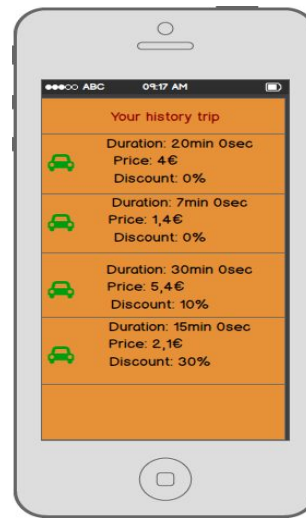 ABC 09:17 AM
Your history trip
Duration: 20min 0sec
Price: 4€
Discount: 0%
Duration: 7min 0sec
Price: 1,4€
Discount: 0%
Duration: 30min 0sec
Price: 5,4€
Discount: 10%
Duration: 15min 0sec
Price: 2,1€
Discount: 30%